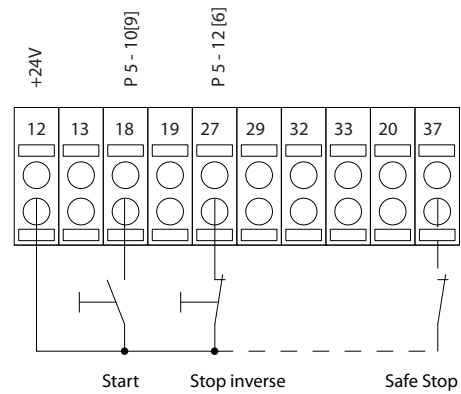 +24V
P 5 - 10[9]
P 5 - 12 [6]
12 13 18 19 27 29 32 33 20 37
Start Stop inverse Safe Stop